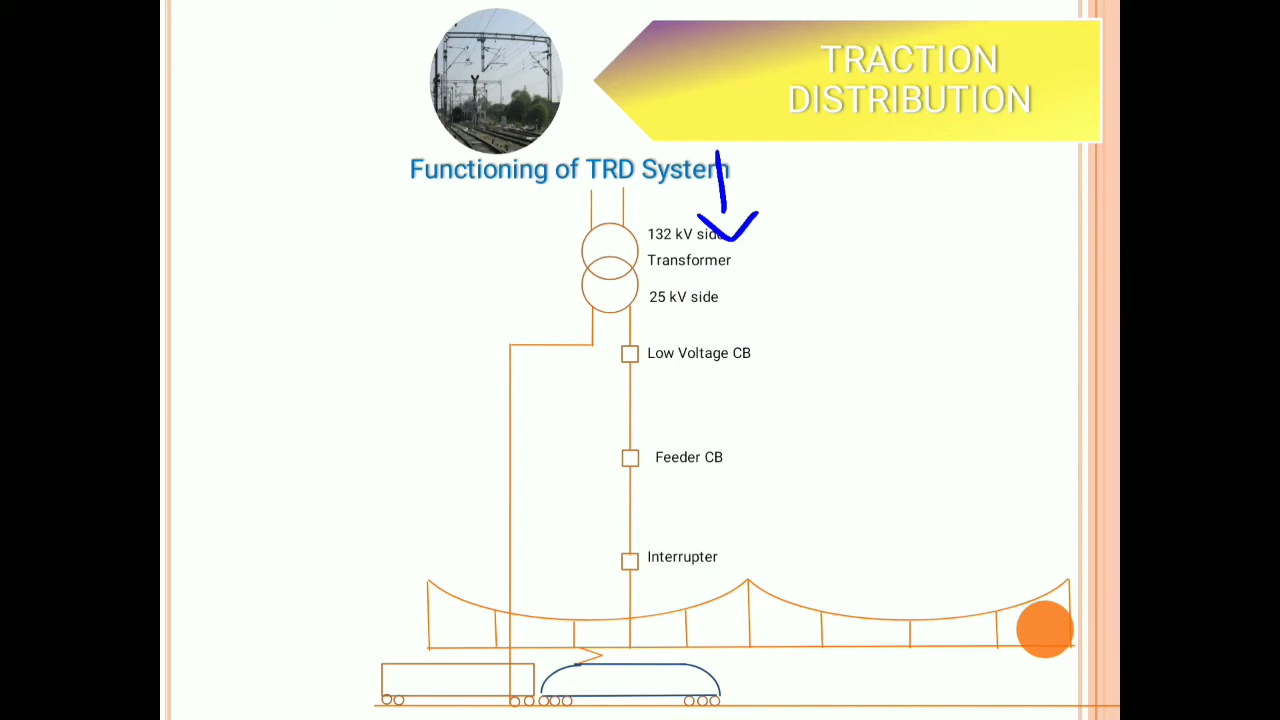 TRACTION
DISTRIBUTION
Functioning of TRD System
132 kV side
Transformer
25 kV side
Low Voltage CB
Feeder CB
Interrupter